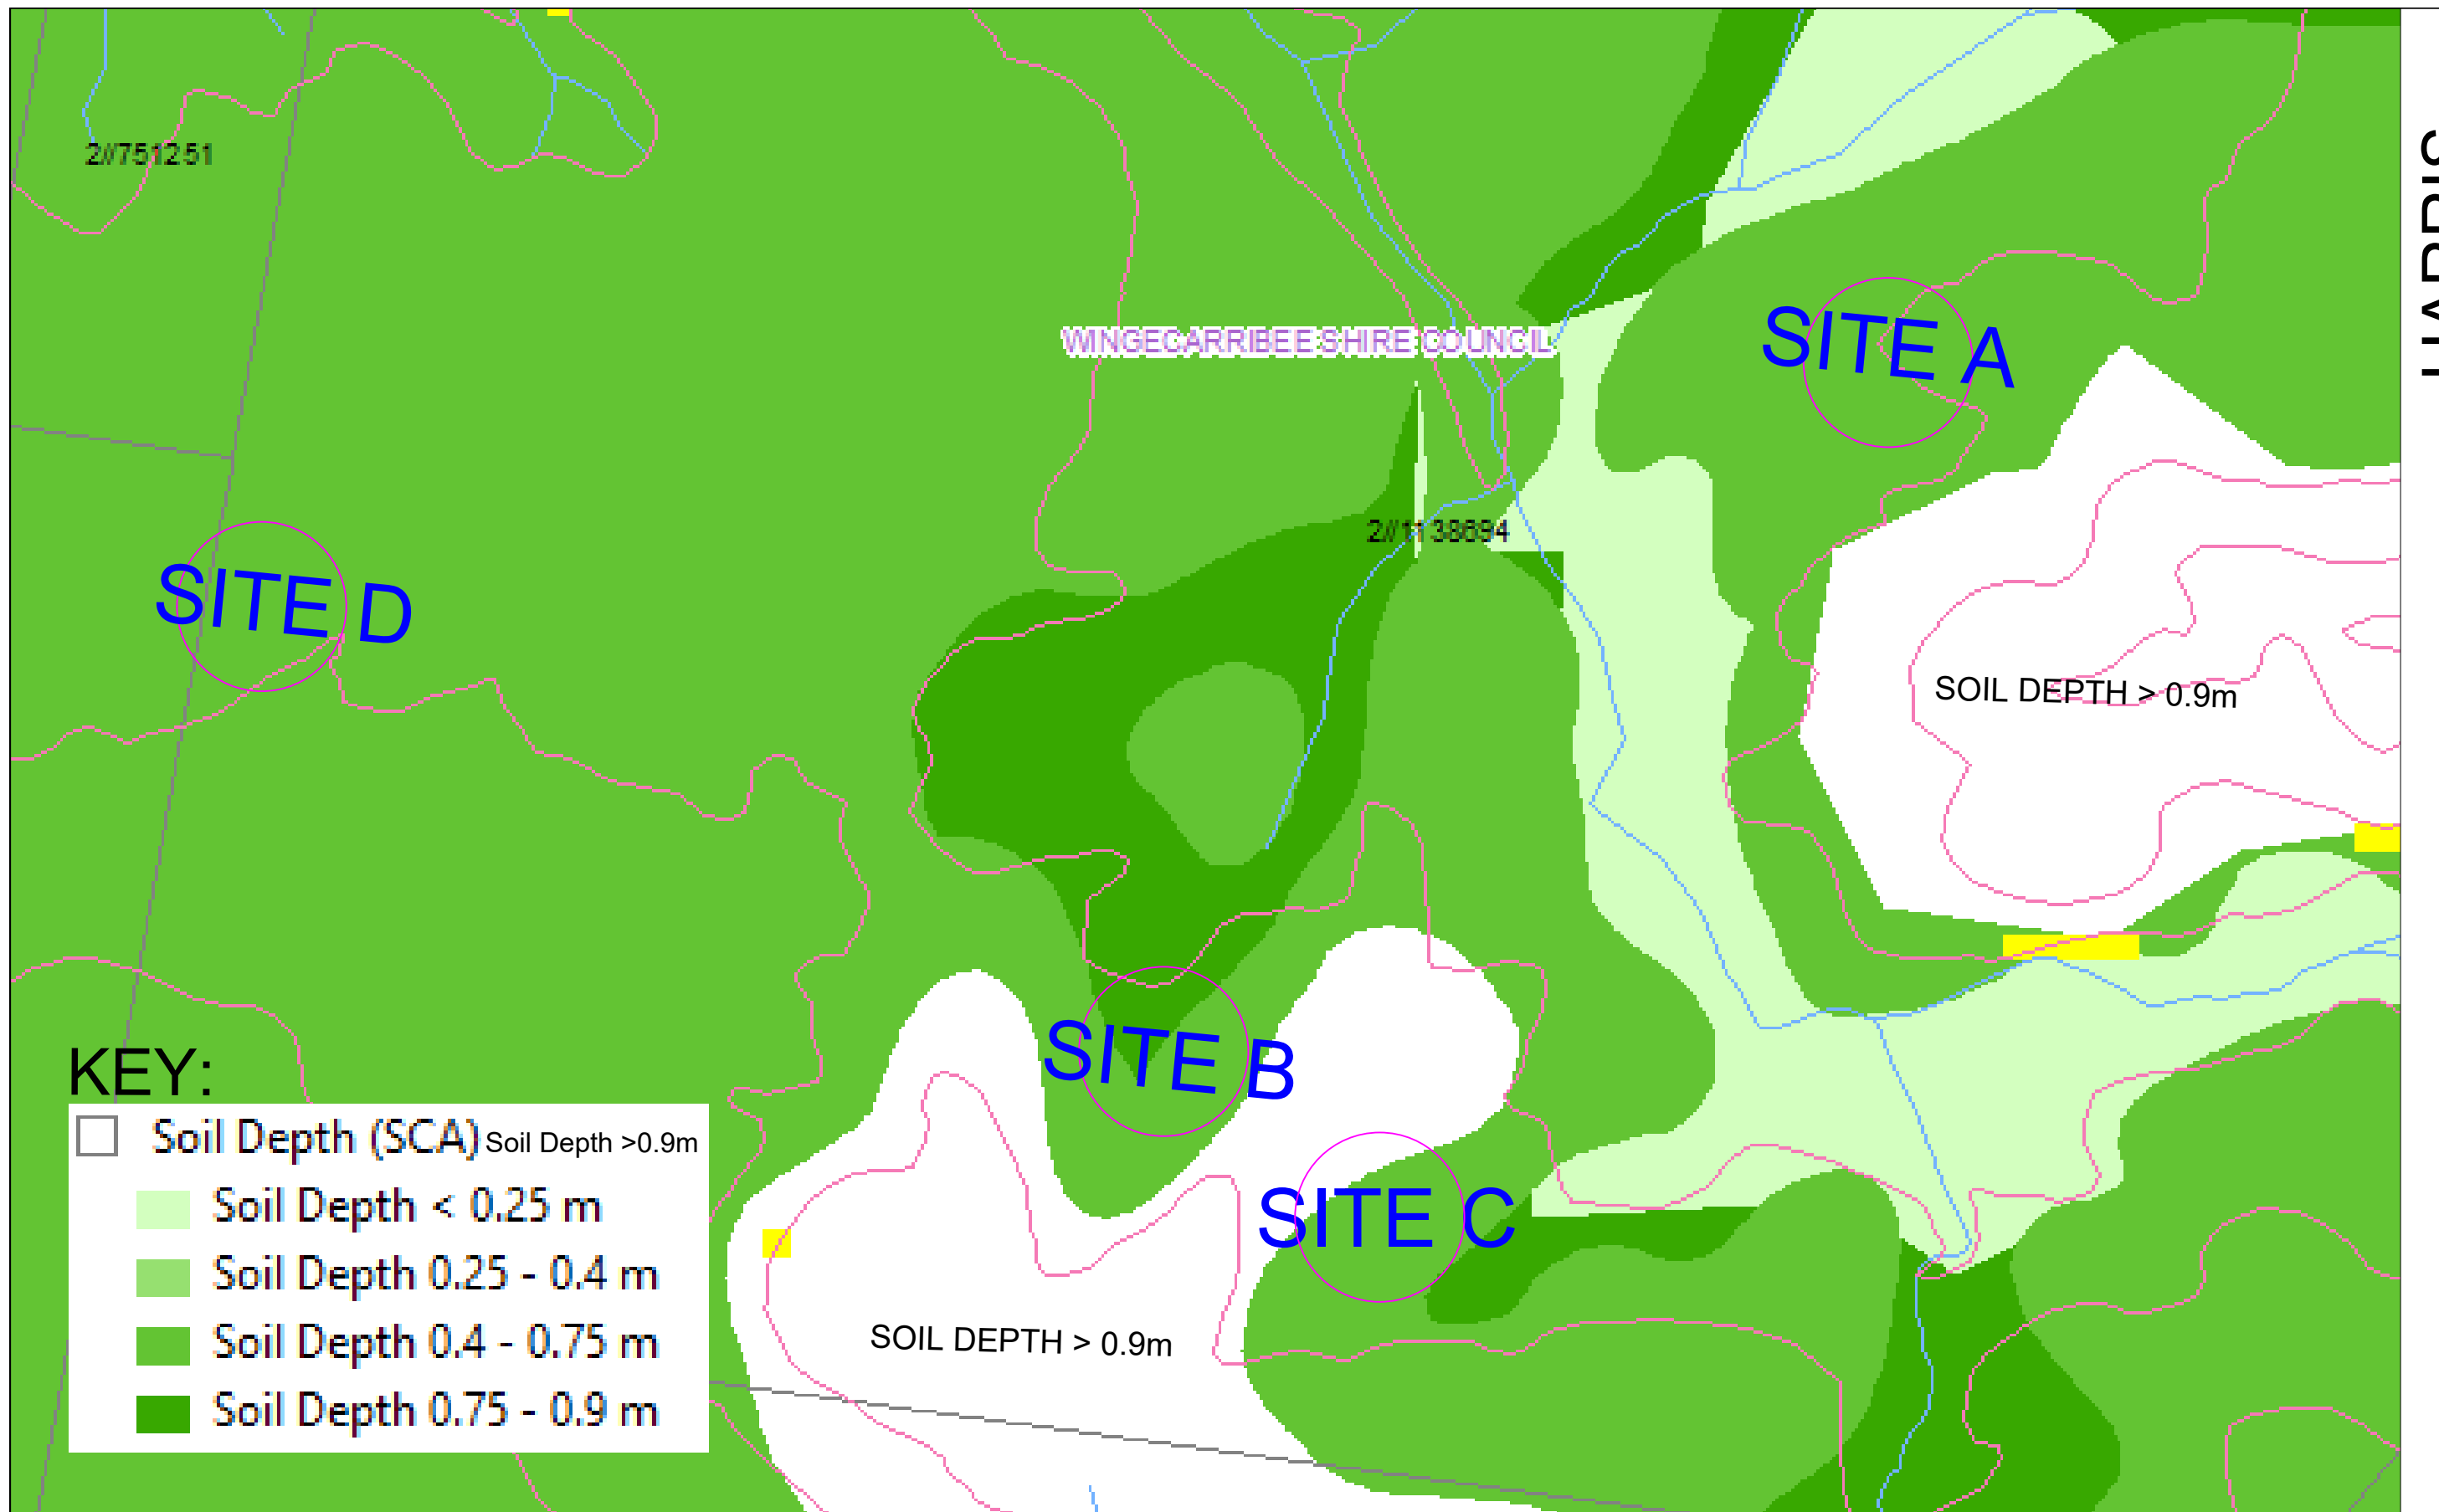 2//751251
WINGECARRIBEE SHIRE COUNCIL
SITE A
2//1138694
SITE D
SOIL DEPTH > 0.9m
SITE B
SITE C
SOIL DEPTH > 0.9m
KEY:
Soil Depth (SCA) Soil Depth >0.9m
Soil Depth < 0.25 m
Soil Depth 0.25 - 0.4 m
Soil Depth 0.4 - 0.75 m
Soil Depth 0.75 - 0.9 m